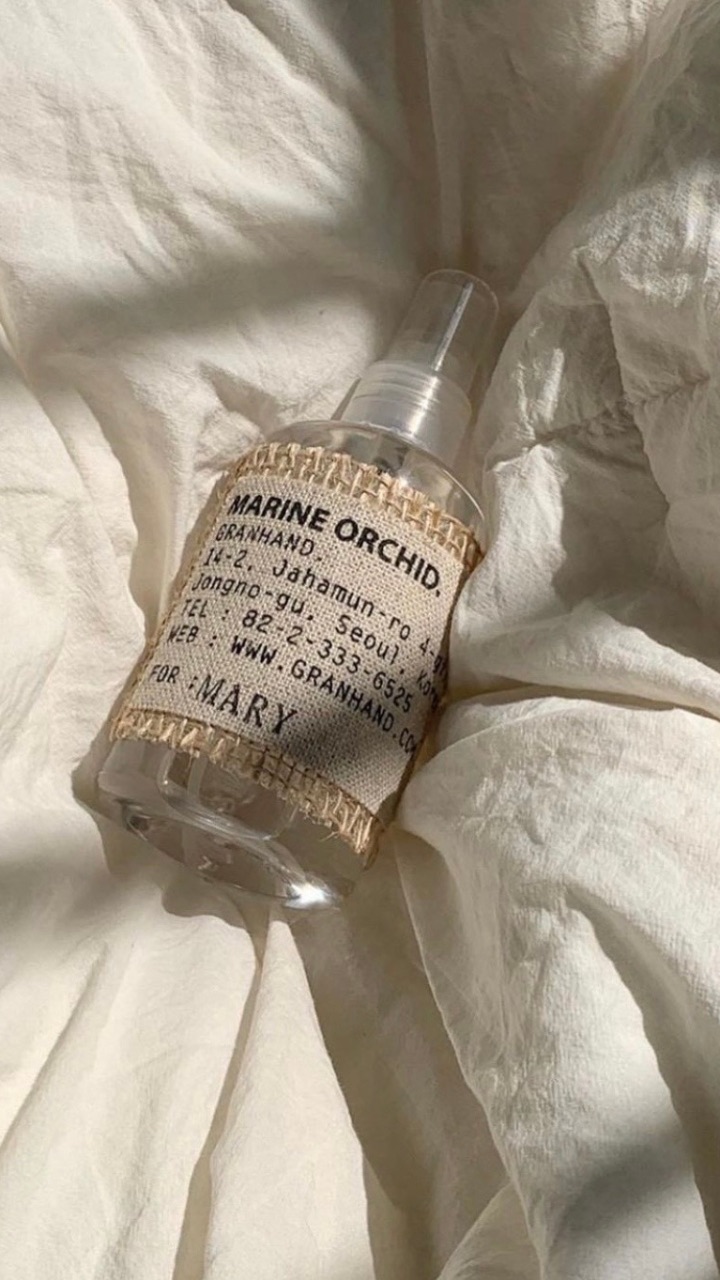 MARINE ORCHID.
GRANHAND.
14-2, Jahamun-ro 4-
Jongno-gu, Seoul,
TEL : 82-2-333-6525
WEB : WWW.GRANHAND.CO
FOR :MARY